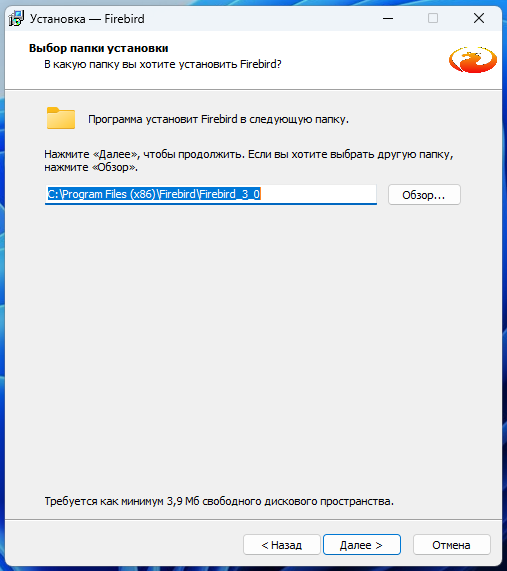 Установка — Firebird
Выбор папки установки
В какую папку вы хотите установить Firebird?
Программа установит Firebird в следующую папку.
Нажмите «Далее», чтобы продолжить. Если вы хотите выбрать другую папку,
нажмите «Обзор».
C:\Program Files (x86)\Firebird\Firebird_3_0
Обзор...
Требуется как минимум 3,9 Мб свободного дискового пространства.
< Назад
Далее >
Отмена